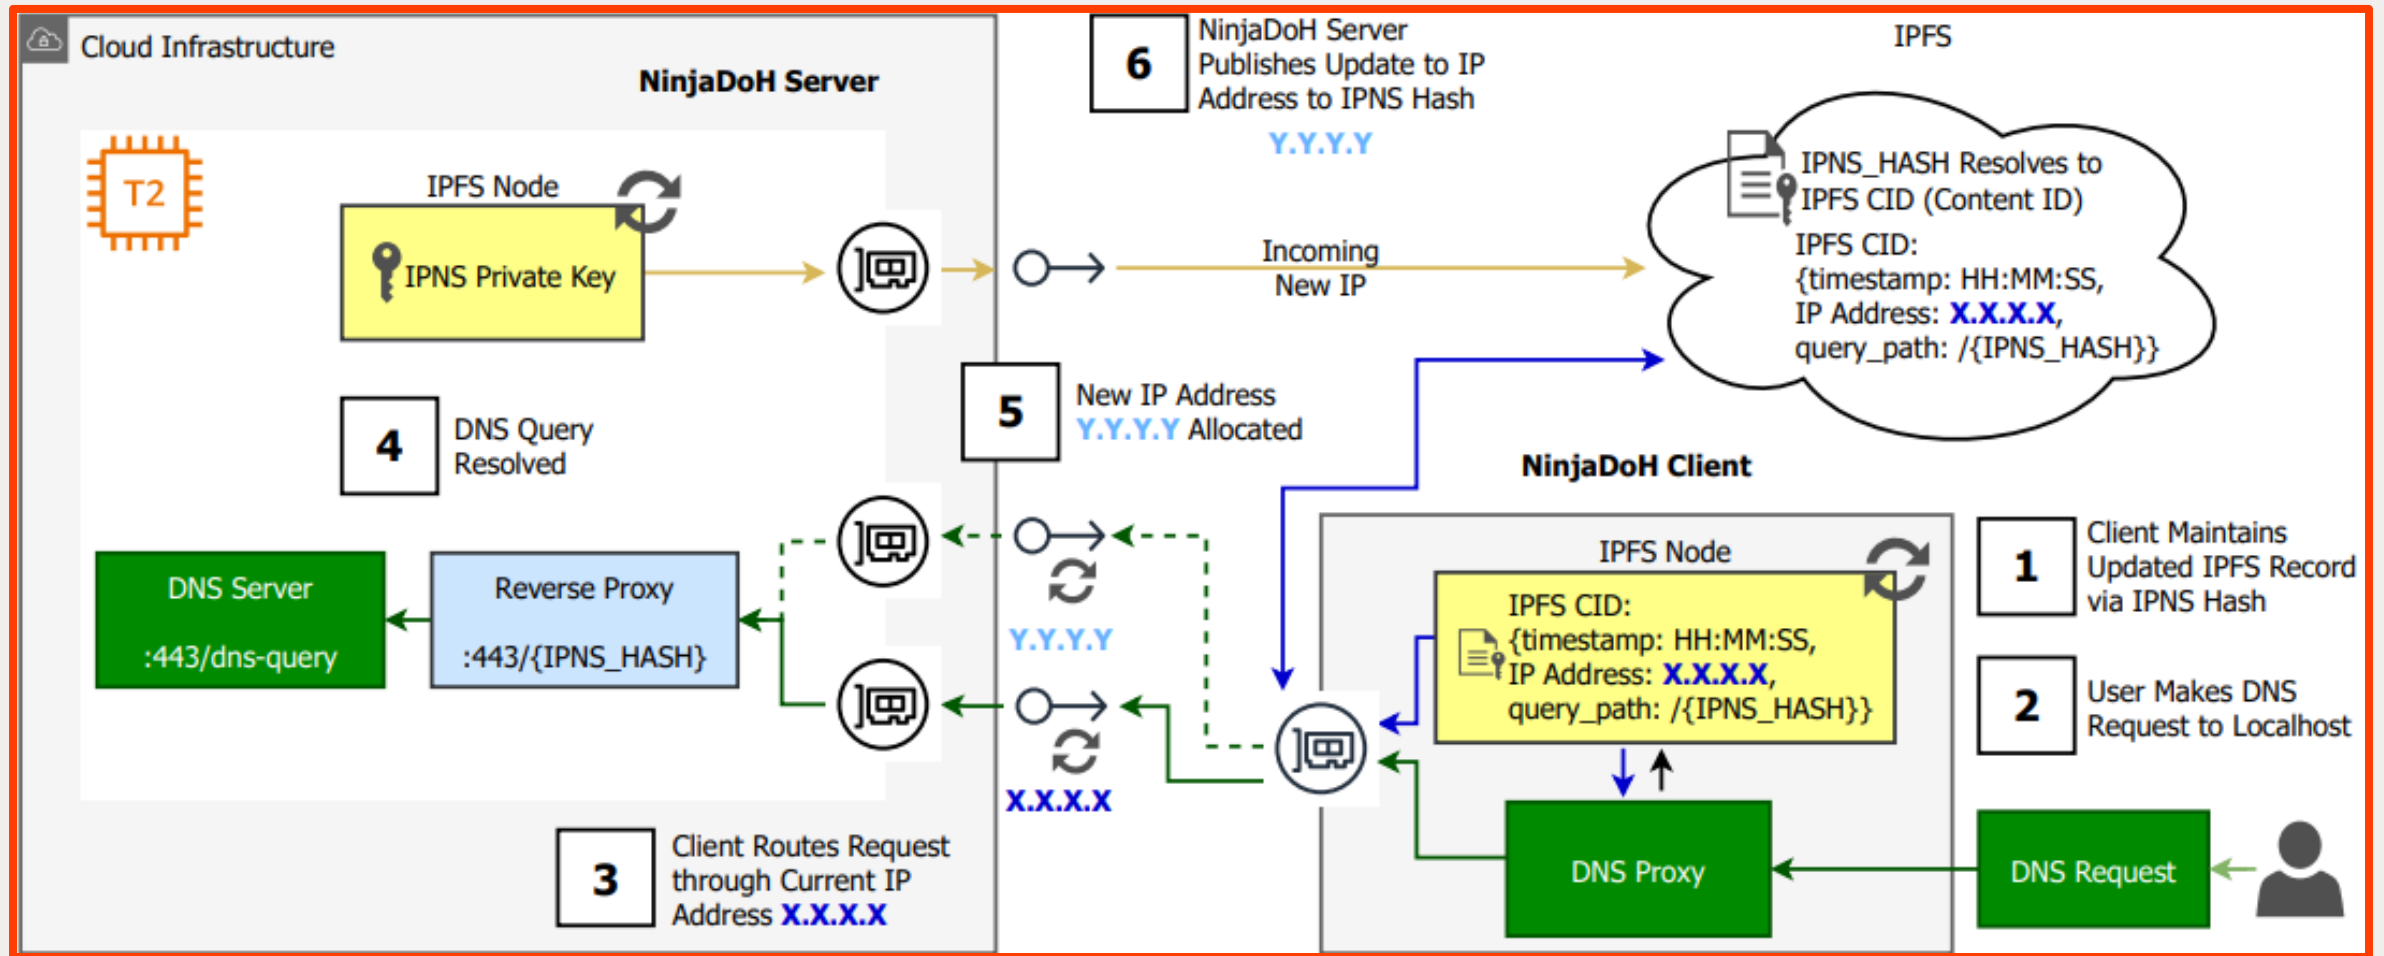 Cloud Infrastructure
NinjaDoH Server
T2
IPFS Node
IPNS Private Key
6
NinjaDoH Server
Publishes Update to IP
Address to IPNS Hash
Y.Y.Y.Y
IPFS
IPNS_HASH Resolves to
IPFS CID (Content ID)
IPFS CID:
{timestamp: HH:MM:SS,
IP Address: X.X.X.X,
query_path: /{IPNS_HASH}}
Incoming
New IP
4
DNS Query
Resolved
5
New IP Address
Y.Y.Y.Y Allocated
DNS Server
:443/dns-query
Reverse Proxy
:443/{IPNS_HASH}
Y.Y.Y.Y
X.X.X.X
3
Client Routes Request
through Current IP
Address X.X.X.X
NinjaDoH Client
IPFS Node
IPFS CID:
{timestamp: HH:MM:SS,
IP Address: X.X.X.X,
query_path: /{IPNS_HASH}}
DNS Proxy
1
Client Maintains
Updated IPFS Record
via IPNS Hash
2
User Makes DNS
Request to Localhost
DNS Request